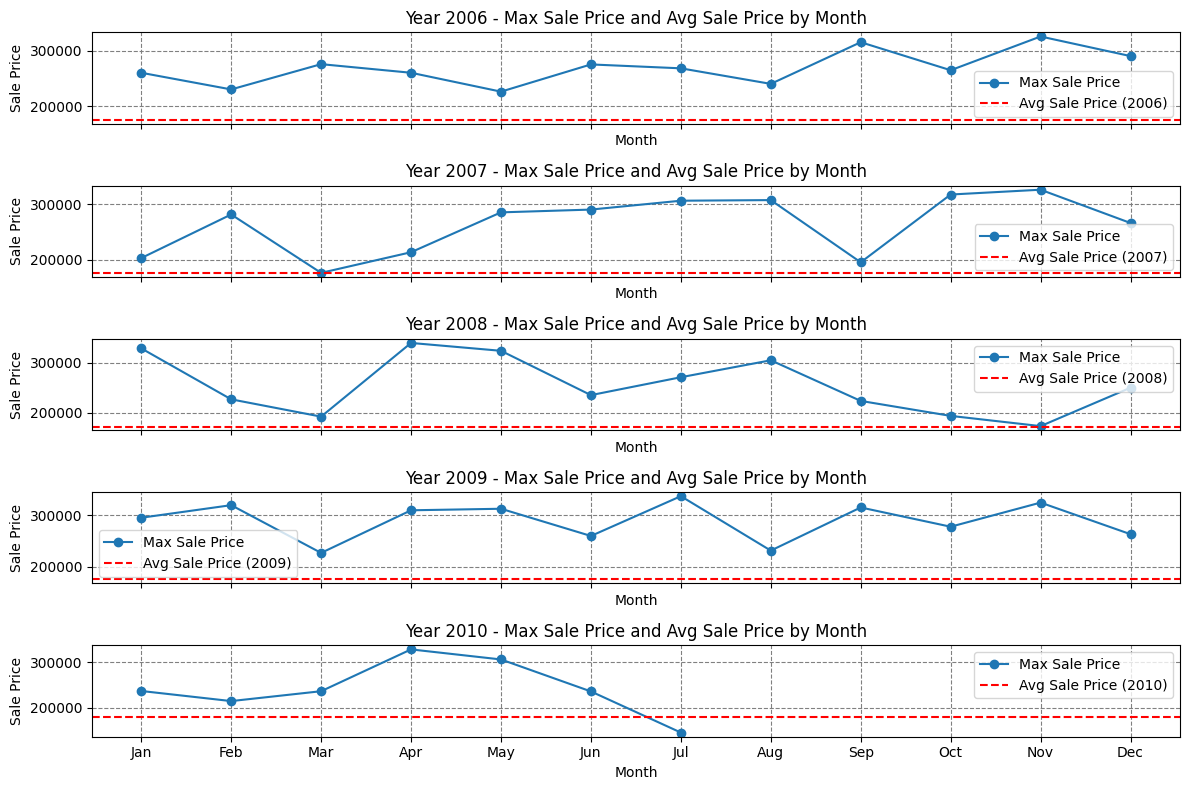 Year 2006 - Max Sale Price and Avg Sale Price by Month
Sale Price
300000
200000
Max Sale Price
Avg Sale Price (2006)
Month
Year 2007 - Max Sale Price and Avg Sale Price by Month
Sale Price
300000
200000
Max Sale Price
Avg Sale Price (2007)
Month
Year 2008 - Max Sale Price and Avg Sale Price by Month
Sale Price
300000
200000
Max Sale Price
Avg Sale Price (2008)
Month
Year 2009 - Max Sale Price and Avg Sale Price by Month
Sale Price
300000
200000
Max Sale Price
Avg Sale Price (2009)
Month
Year 2010 - Max Sale Price and Avg Sale Price by Month
Sale Price
300000
200000
Max Sale Price
Avg Sale Price (2010)
Jan Feb Mar Apr May Jun Jul Aug Sep Oct Nov Dec
Month